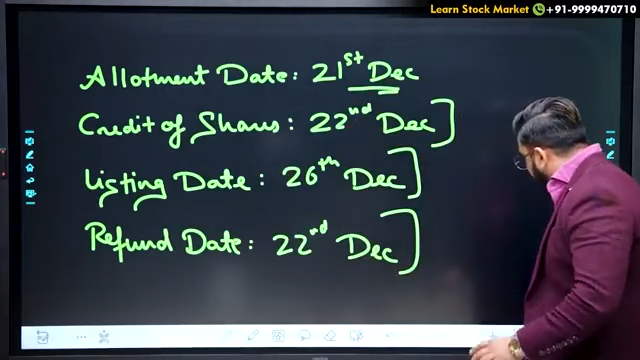 Learn Stock Market +91-9999470710
Allotment Date: 21st Dec
Credit of Shares: 22nd Dec
Listing Date: 26th Dec
Refund Date: 22nd Dec